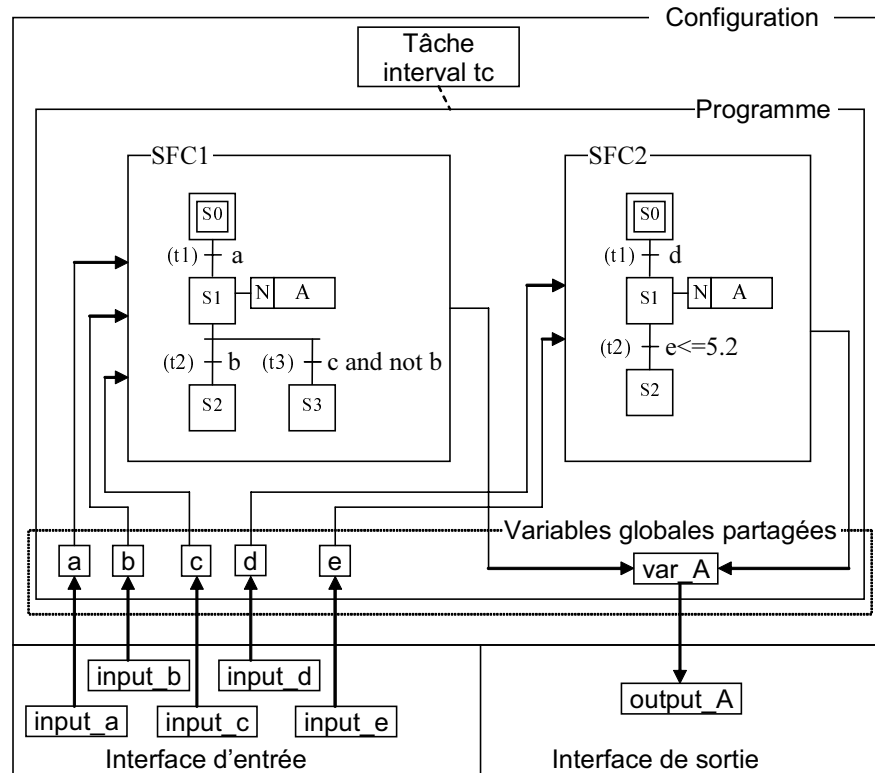 Configuration
Tâche
interval tc
Programme
SFC1
SFC2
S0
(t1) a
S1 N A
(t2) b (t3) c and not b
S2 S3
S0
(t1) d
S1 N A
(t2) e<=5.2
S2
Variables globales partagées
a b c d e var_A
input_b input_d
input_a input_c input_e
output_A
Interface d'entrée
Interface de sortie